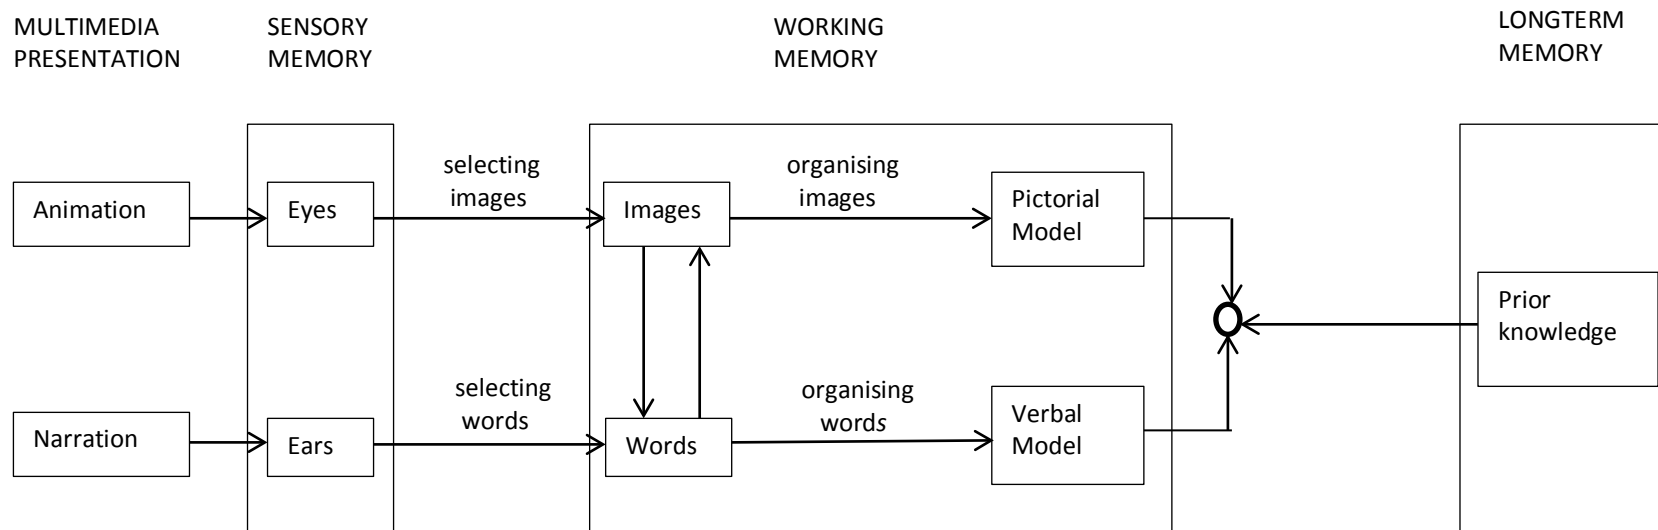 MULTIMEDIA
PRESENTATION
SENSORY
MEMORY
WORKING
MEMORY
LONGTERM
MEMORY
selecting
images
organising
images
Animation
Eyes
Images
Pictorial
Model
Prior
knowledge
selecting
words
organising
words
Narration
Ears
Words
Verbal
Model